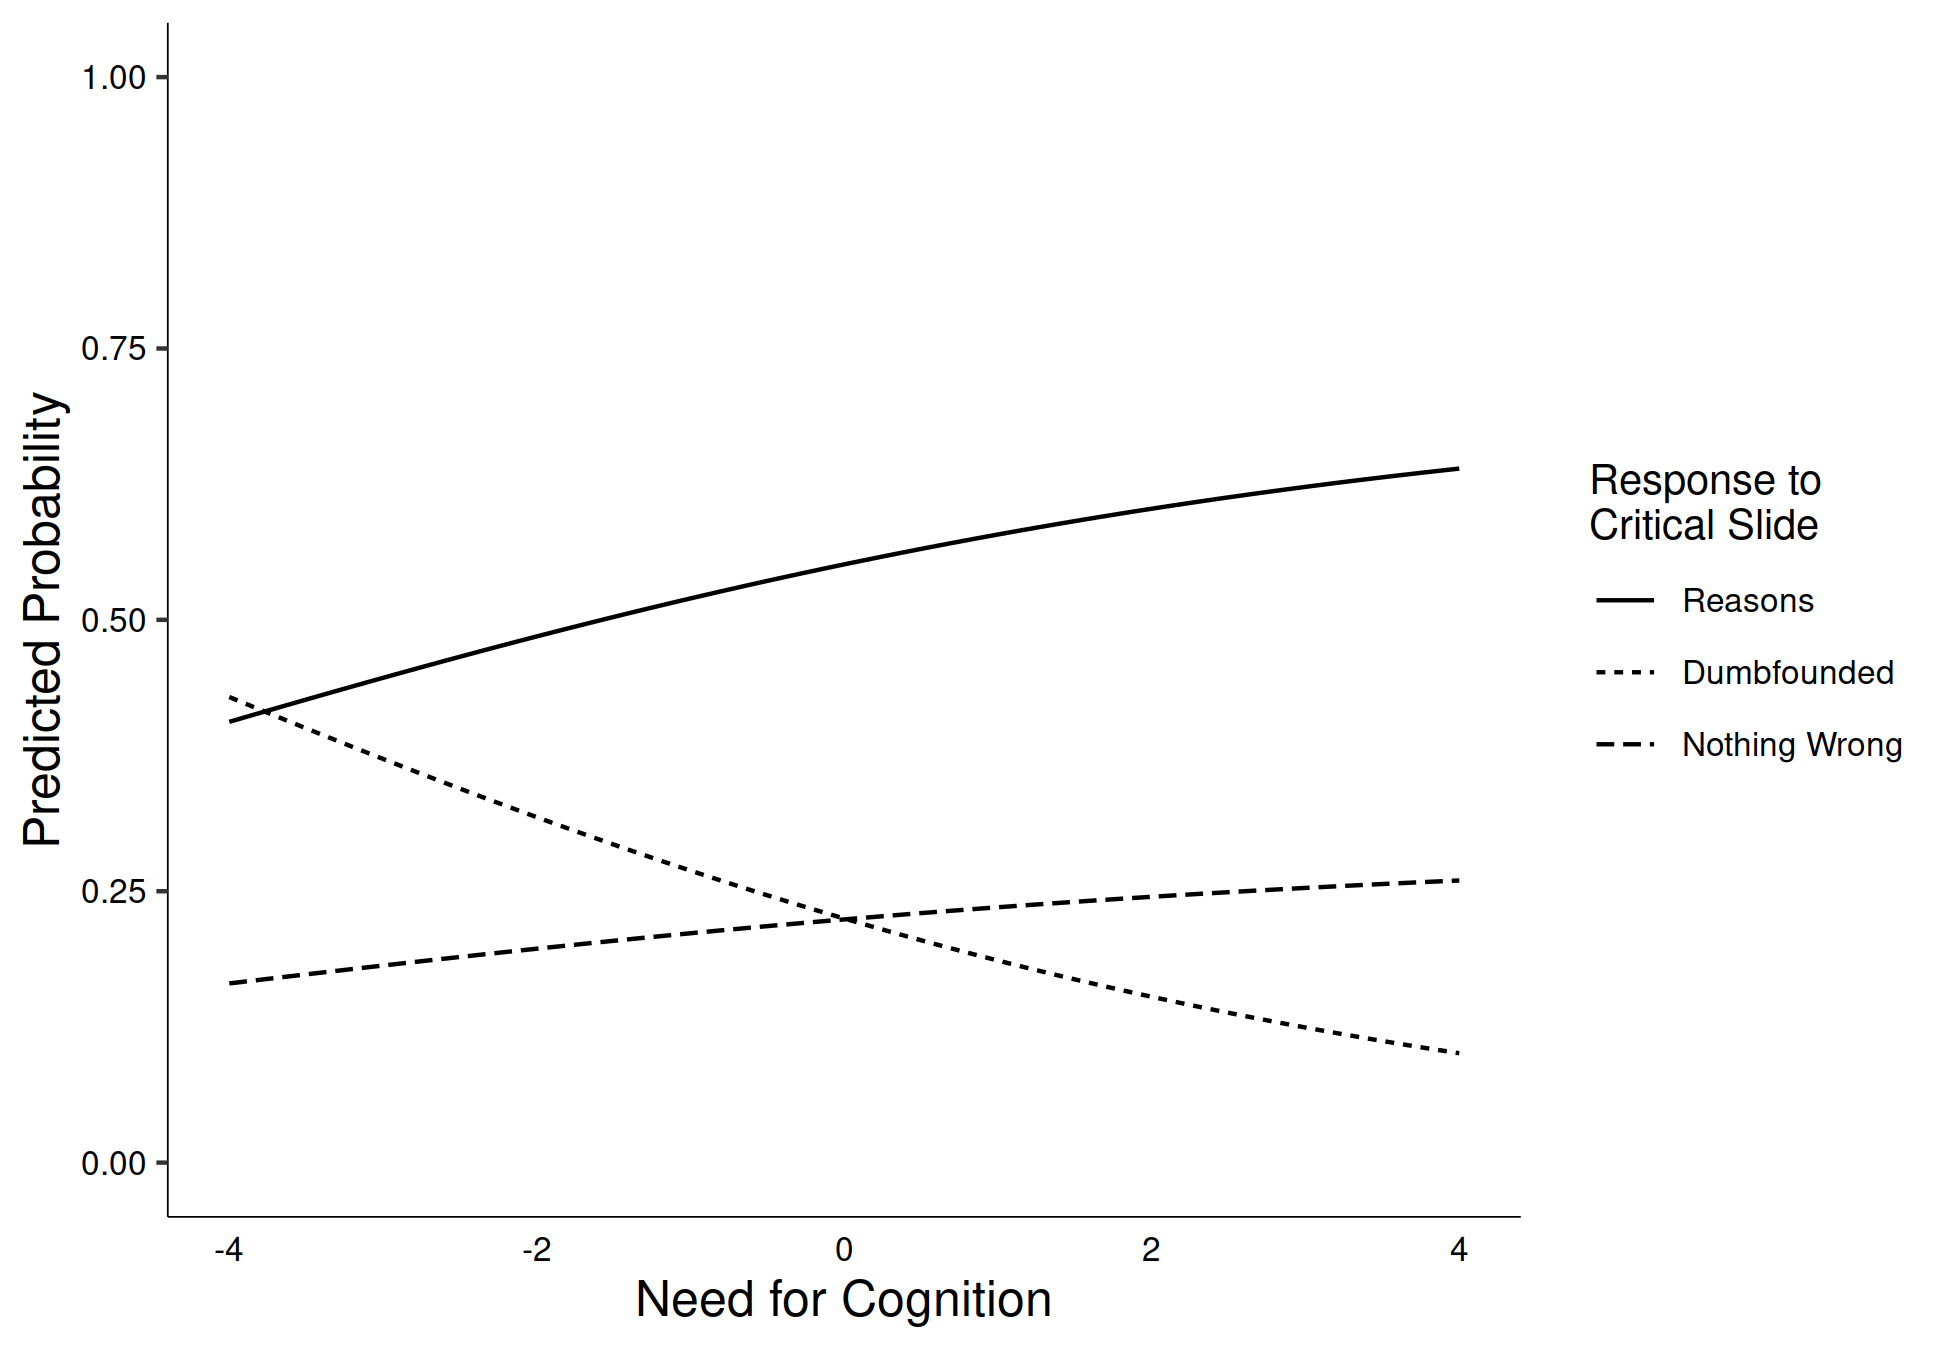 1.00
0.75
0.50
0.25
0.00
Predicted Probability
-4
-2
0
2
4
Need for Cognition
Response to
Critical Slide
Reasons
Dumbfounded
Nothing Wrong